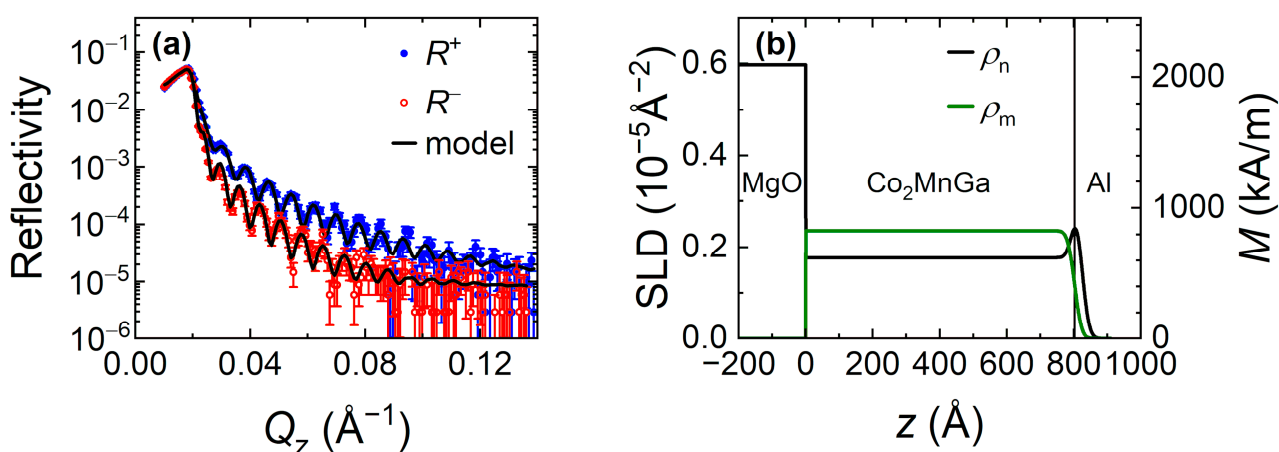 (a)
R+
R−
model
10−1
10−2
10−3
10−4
10−5
10−6
Reflectivity
0.00 0.04 0.08 0.12
Qz (Å−1)
(b)
ρn
ρm
MgO Co2MnGa Al
0.6
0.4
0.2
0.0
SLD (10−5Å−2)
2000
1000
0
M (kA/m)
−200 0 200 400 600 800 1000
z (Å)